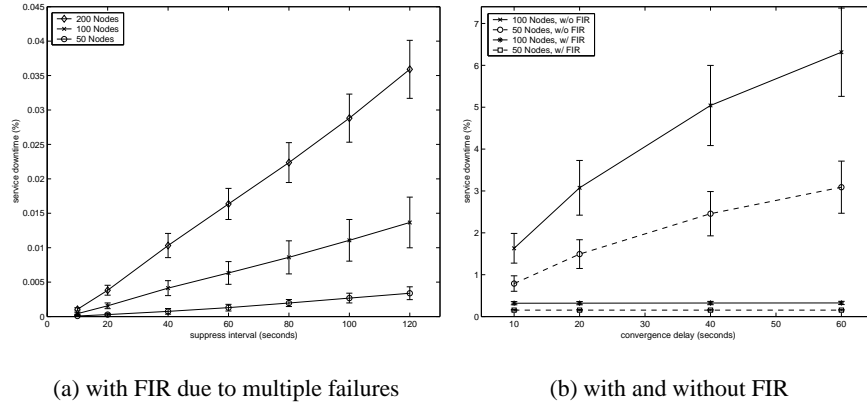 0.045
200 Nodes
100 Nodes
50 Nodes
0.04
0.035
0.03
0.025
0.02
0.015
0.01
0.005
0
service downtime (%)
0 20 40 60 80 100 120
suppress interval (seconds)
(a) with FIR due to multiple failures
100 Nodes, w/o FIR
50 Nodes, w/o FIR
100 Nodes, w/ FIR
50 Nodes, w/ FIR
7
6
5
4
3
2
1
0
service downtime (%)
10 20 30 40 50 60
convergence delay (seconds)
(b) with and without FIR